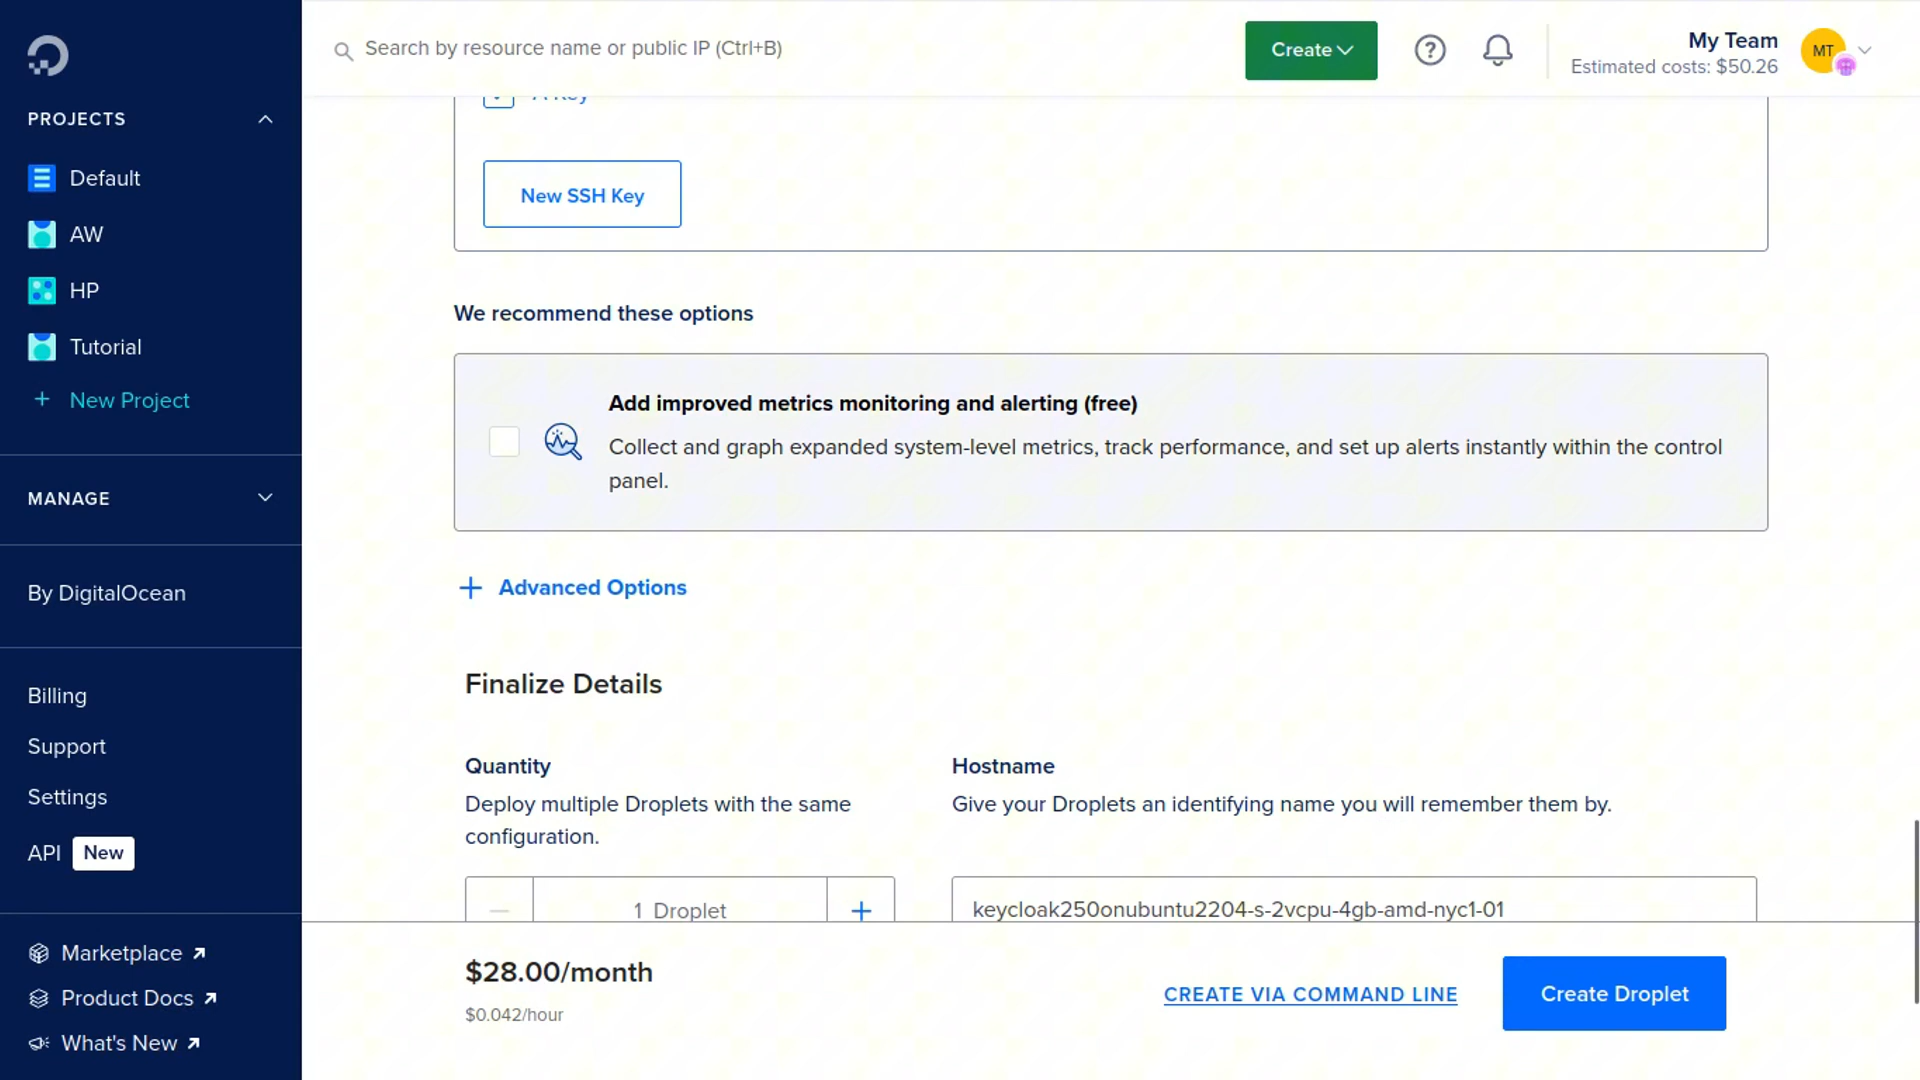 Search by resource name or public IP (Ctrl+B)
Create
My Team
Estimated costs: $50.26
MT
PROJECTS
Default
AW
HP
Tutorial
+ New Project
MANAGE
By DigitalOcean
Billing
Support
Settings
API New
Marketplace
Product Docs
What's New
New SSH Key
We recommend these options
Add improved metrics monitoring and alerting (free)
Collect and graph expanded system-level metrics, track performance, and set up alerts instantly within the control
panel.
+ Advanced Options
Finalize Details
Quantity
Deploy multiple Droplets with the same
configuration.
1 Droplet
Hostname
Give your Droplets an identifying name you will remember them by.
keycloak250onubuntu2204-s-2vcpu-4gb-amd-nyc1-01
$28.00/month
$0.042/hour
CREATE VIA COMMAND LINE
Create Droplet